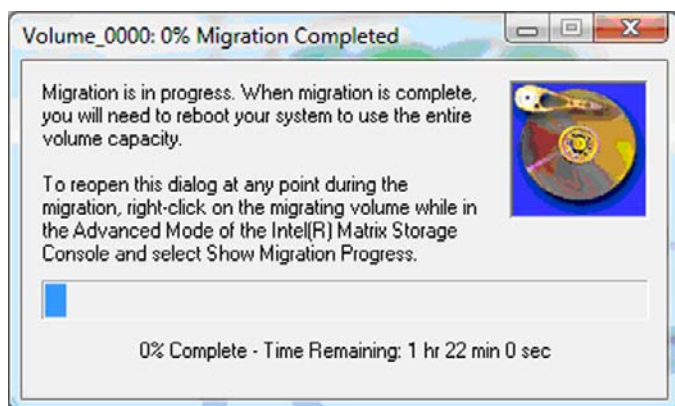 Volume_0000: 0% Migration Completed
Migration is in progress. When migration is complete,
you will need to reboot your system to use the entire
volume capacity.
To reopen this dialog at any point during the
migration, right-click on the migrating volume while in
the Advanced Mode of the Intel(R) Matrix Storage
Console and select Show Migration Progress.
0% Complete - Time Remaining: 1 hr 22 min 0 sec